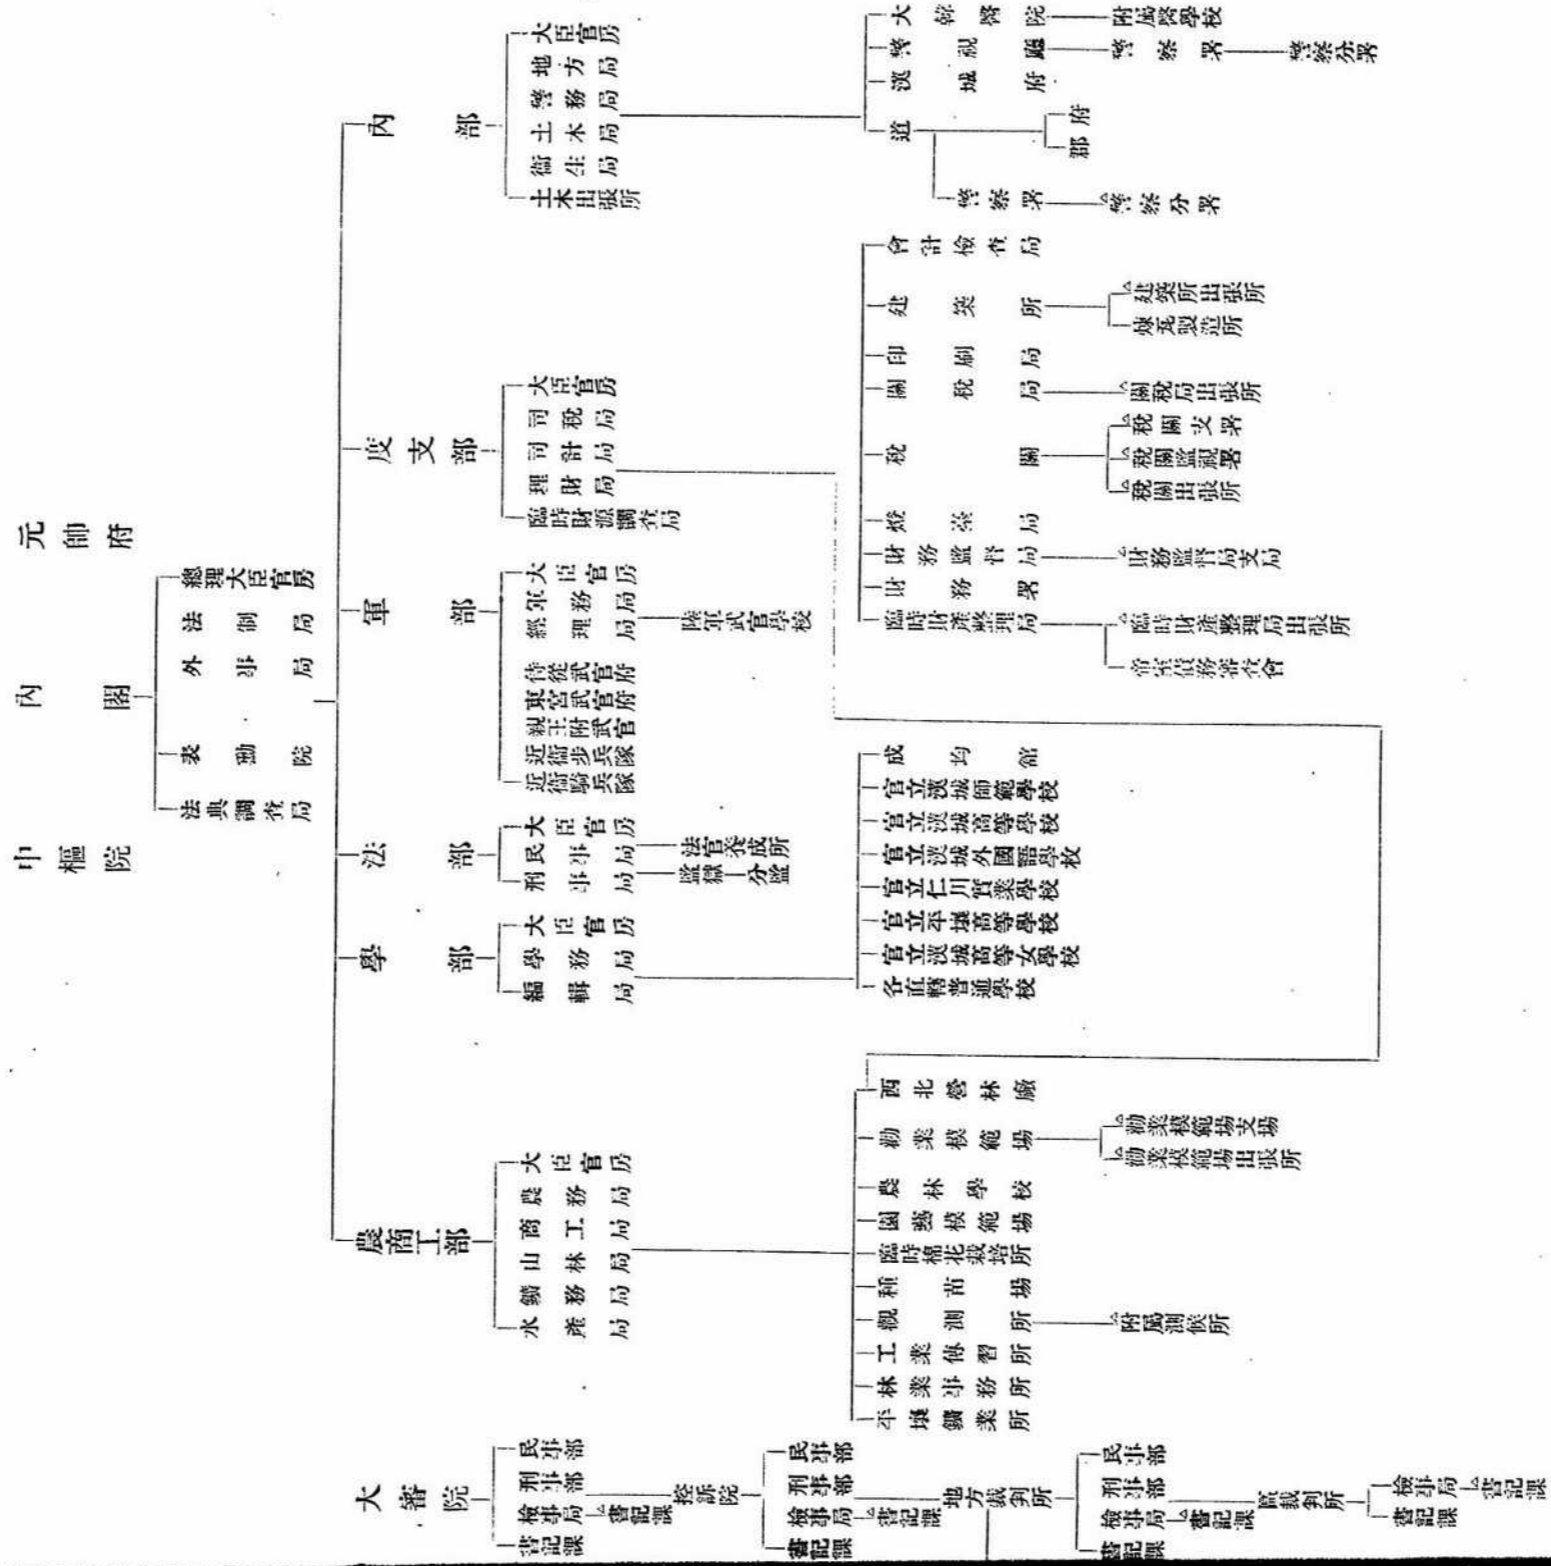 元帥府
內閣
總理大臣官房
法制局
外事局
表勳院
法典調査局
中樞院
內部
大臣官房
地方局
警務局
土木局
衞生局
土木出張所
大韓醫院
附屬醫學校
警視廳
警察署
警察分署
漢城府
道
府
郡
警察署
△警察分署
度支部
大臣官房
司稅局
司計局
理財局
臨時財源調査局
會計檢查局
建築所
△建築所出張所
煉瓦製造所
印刷局
關稅局
△關稅局出張所
稅關
△稅關支署
△稅關監視署
△稅關出張所
燈臺局
財務監督局
△財務監督局支局
財務署
臨時財產整理局
△臨時財產整理局出張所
帝室債務審査會
軍部
大臣官房
軍務局
經理局
陸軍武官學校
侍從武官府
東宮武官府
親王附武官
近衞步兵隊
近衞騎兵隊
法部
大臣官房
民事局
刑事局
法官養成所
監獄
分監
學部
大臣官房
學務局
編輯局
成均館
官立漢城師範學校
官立漢城高等學校
官立漢城外國語學校
官立仁川實業學校
官立平壤高等學校
官立漢城高等女學校
各直轄普通學校
農商工部
大臣官房
農務局
商工局
山林局
鑛務局
水產局
西北營林廠
勸業模範場
△勸業模範場支場
△勸業模範場出張所
農林學校
園藝模範場
臨時棉花栽培所
種苗場
觀測所
△附屬測候所
工業傳習所
林業事務所
平壤鑛業所
大審院
民事部
刑事部
檢事局
△書記課
書記課
控訴院
民事部
刑事部
檢事局
△書記課
書記課
地方裁判所
民事部
刑事部
檢事局
△書記課
書記課
區裁判所
檢事局
△書記課
書記課